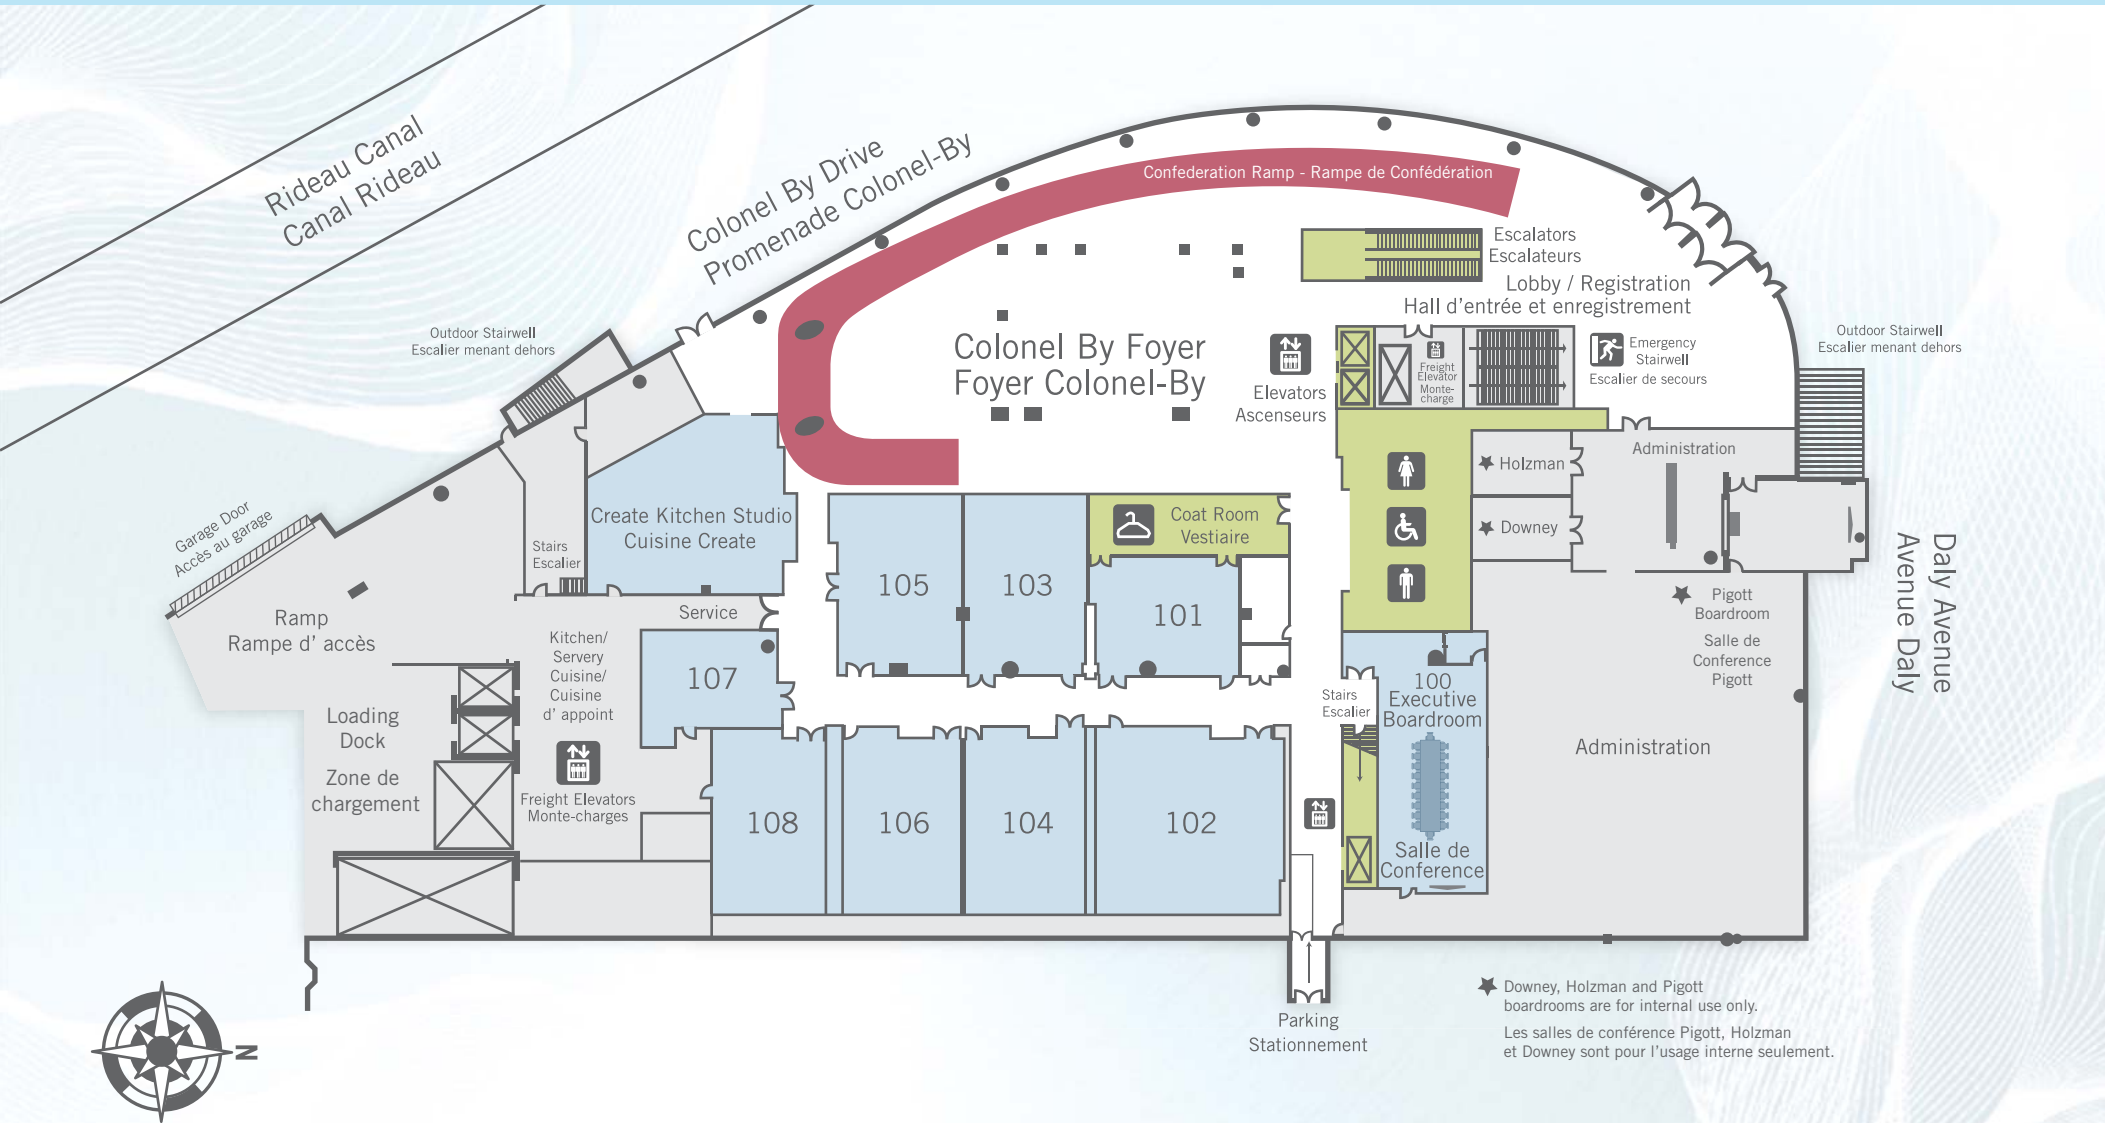 Rideau Canal
Canal Rideau
Colonel By Drive
Promenade Colonel-By
Confederation Ramp - Rampe de Confédération
Escalators
Escalateurs
Lobby / Registration
Hall d'entrée et enregistrement
Outdoor Stairwell
Escalier menant dehors
Outdoor Stairwell
Escalier menant dehors
Colonel By Foyer
Foyer Colonel-By
Elevators
Ascenseurs
Freight
Elevator
Monte-
charge
Emergency
Stairwell
Escalier de secours
Administration
Holzman
Downey
Garage Door
Accès au garage
Create Kitchen Studio
Cuisine Create
Stairs
Escalier
Coat Room
Vestiaire
105
103
101
Service
Ramp
Rampe d' accès
Kitchen/
Servery
Cuisine/
Cuisine
d' appoint
107
Pigott
Boardroom
Salle de
Conference
Pigott
Daly Avenue
Avenue Daly
Loading
Dock
Zone de
chargement
Freight Elevators
Monte-charges
Stairs
Escalier
100
Executive
Boardroom
Salle de
Conference
Administration
108
106
104
102
Parking
Stationnement
Downey, Holzman and Pigott
boardrooms are for internal use only.
Les salles de conférence Pigott, Holzman
et Downey sont pour l'usage interne seulement.
N